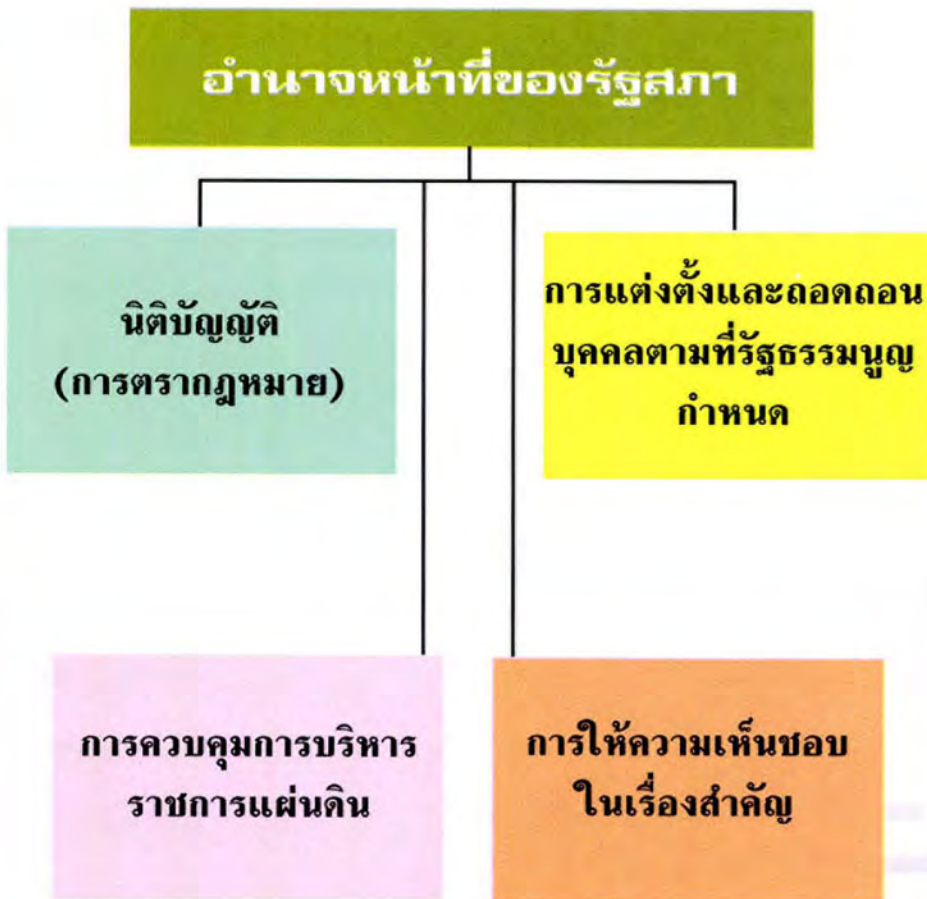 อำนาจหน้าที่ของรัฐสภา
นิติบัญญัติ
(การตรากฎหมาย)
การแต่งตั้งและถอดถอน
บุคคลตามที่รัฐธรรมนูญ
กำหนด
การควบคุมการบริหาร
ราชการแผ่นดิน
การให้ความเห็นชอบ
ในเรื่องสำคัญ